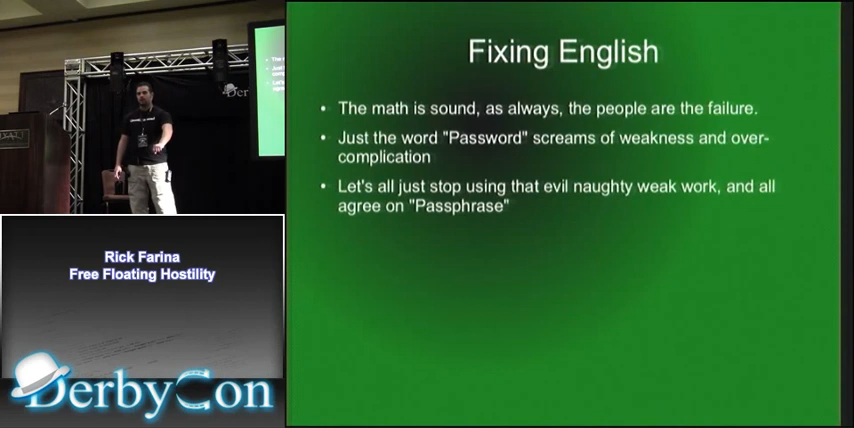 Fixing English
• The math is sound, as always, the people are the failure.
• Just the word "Password" screams of weakness and over-
complication
• Let's all just stop using that evil naughty weak work, and all
agree on "Passphrase"
Rick Farina
Free Floating Hostility
DerbyCon